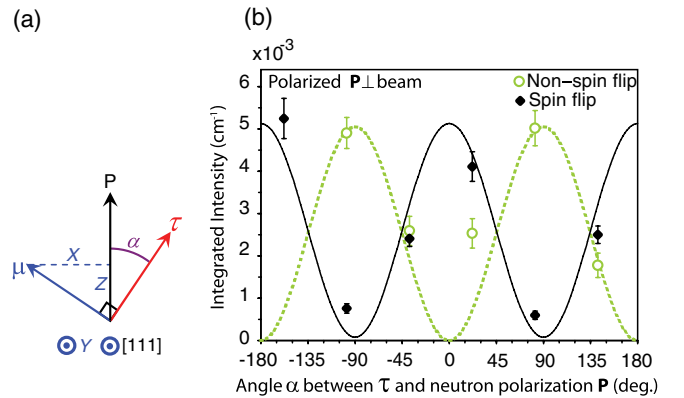 (a)
(b)
P
τ
α
X
μ
Z
Y
[111]
×10⁻³
Polarized P⊥beam
Non–spin flip
Spin flip
Integrated Intensity (cm⁻¹)
6
5
4
3
2
1
0
-180 -135 -90 -45 0 45 90 135 180
Angle α between τ and neutron polarization P (deg.)